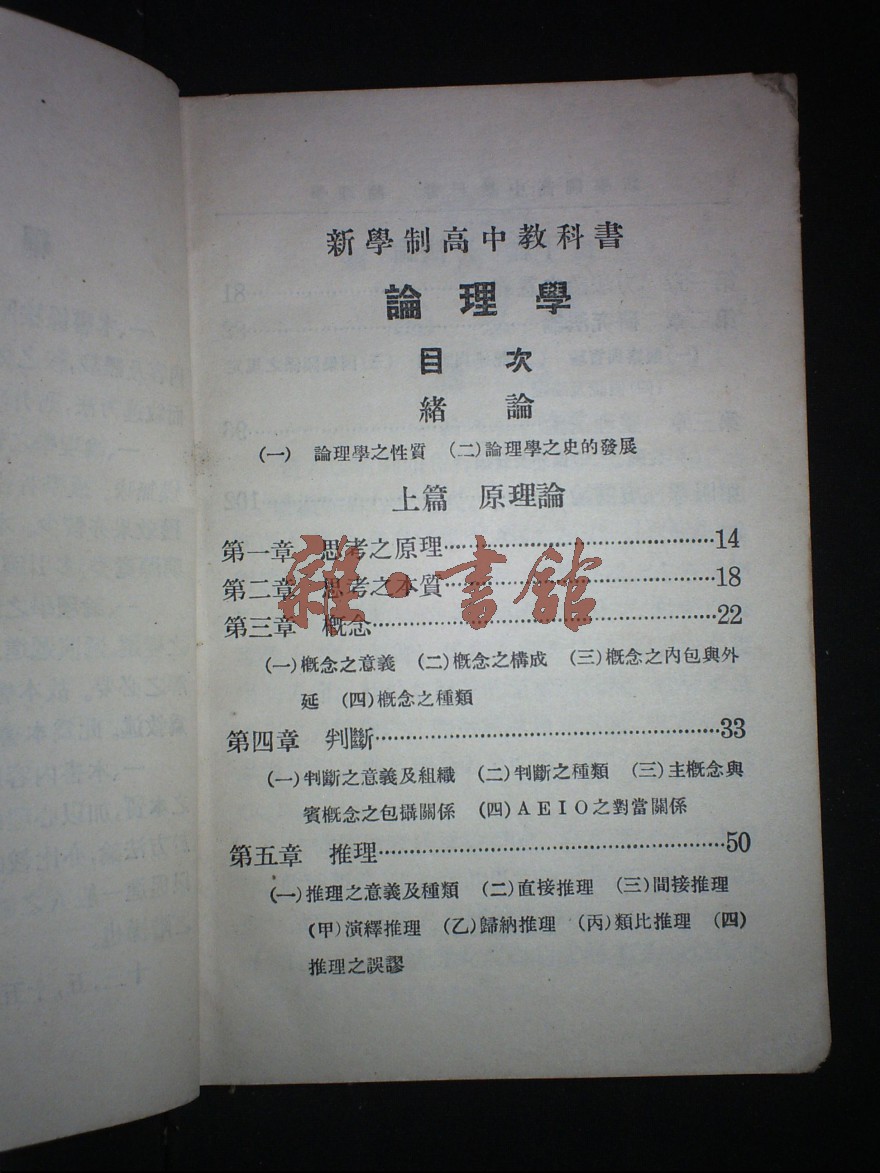 新學制高中教科書
論理學
目次
緒論
(一) 論理學之性質 (二)論理學之史的發展
上篇 原理論
第一章 思考之原理……14
第二章 思考之本質……18
第三章 概念……22
(一)概念之意義 (二)概念之構成 (三)概念之內包與外
延 (四)概念之種類
第四章 判斷……33
(一)判斷之意義及組織 (二)判斷之種類 (三)主概念與
賓概念之包攝關係 (四)AEIO之對當關係
第五章 推理……50
(一)推理之意義及種類 (二)直接推理 (三)間接推理
(甲)演繹推理 (乙)歸納推理 (丙)類比推理 (四)
推理之誤謬
雜·書館